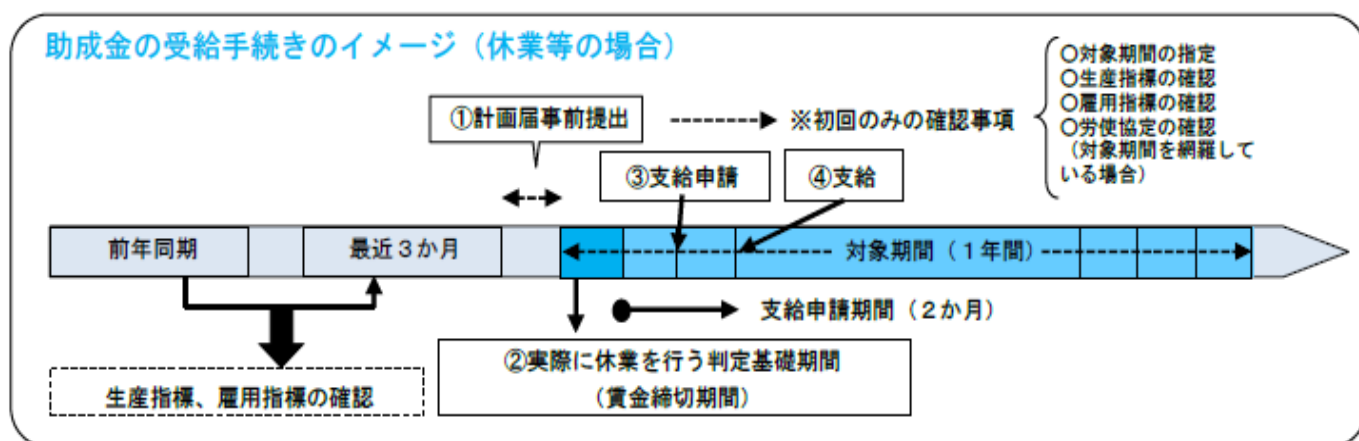 助成金の受給手続きのイメージ（休業等の場合）
〇対象期間の指定
〇生産指標の確認
〇雇用指標の確認
〇労使協定の確認
（対象期間を網羅して
いる場合）
①計画届事前提出
※初回のみの確認事項
③支給申請
④支給
前年同期
最近３か月
対象期間（１年間）
支給申請期間（２か月）
②実際に休業を行う判定基礎期間
（賃金締切期間）
生産指標、雇用指標の確認